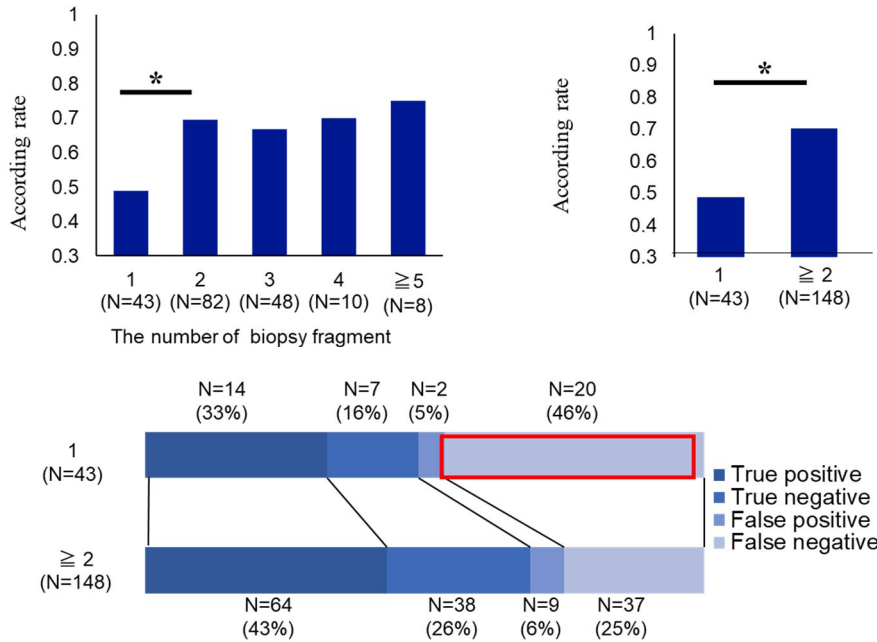 According rate
1
0.9
0.8
0.7
0.6
0.5
0.4
0.3
*
1 2 3 4 ≧5
(N=43) (N=82) (N=48) (N=10) (N=8)
The number of biopsy fragment
According rate
1
0.9
0.8
0.7
0.6
0.5
0.4
0.3
*
1 ≧ 2
(N=43) (N=148)
N=14 N=7 N=2 N=20
(33%) (16%) (5%) (46%)
1
(N=43)
≧ 2
(N=148)
N=64 N=38 N=9 N=37
(43%) (26%) (6%) (25%)
True positive
True negative
False positive
False negative